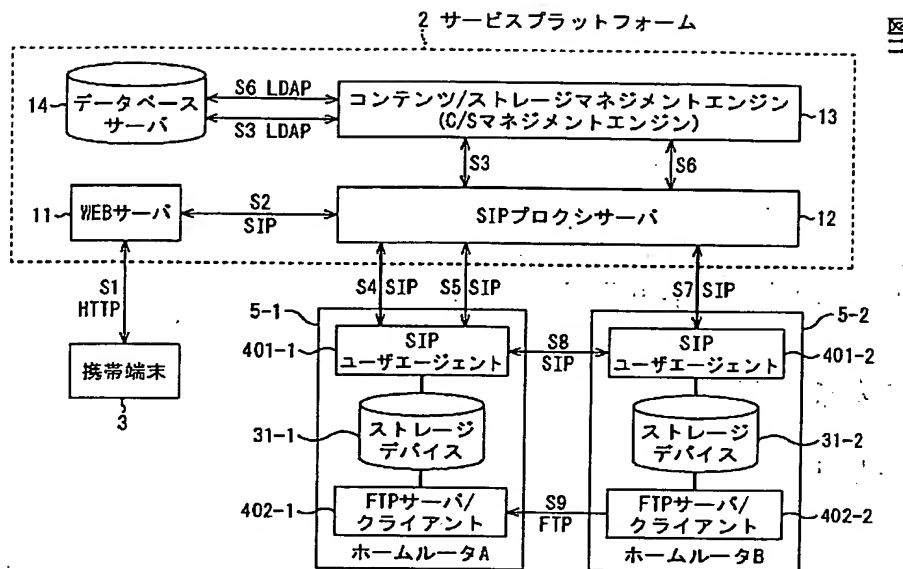 2 サービスプラットフォーム
図11
14
データベース
サーバ
S6 LDAP
S3 LDAP
コンテンツ/ストレージマネジメントエンジン
(C/Sマネジメントエンジン)
13
S3
S6
11
WEBサーバ
S2
SIP
SIPプロクシサーバ
12
S1
HTTP
S4 SIP
S5 SIP
S7 SIP
携帯端末
3
5-1
5-2
401-1
SIP
ユーザエージェント
S8
SIP
SIP
ユーザエージェント
401-2
31-1
ストレージ
デバイス
ストレージ
デバイス
31-2
402-1
FTPサーバ/
クライアント
S9
FTP
FTPサーバ/
クライアント
402-2
ホームルータA
ホームルータB